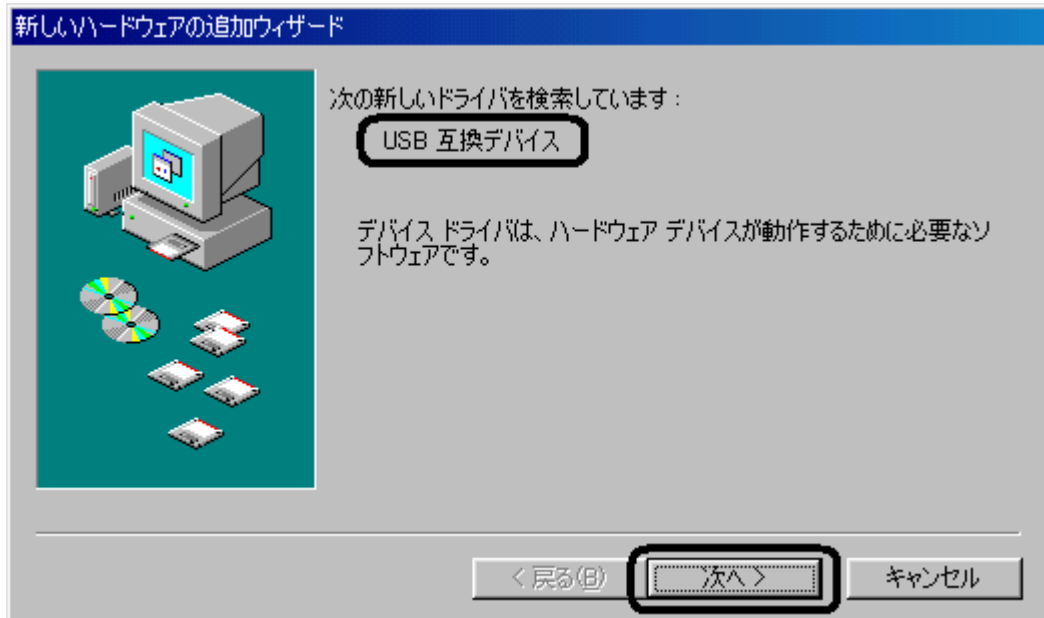 新しいハードウェアの追加ウィザード
次の新しいドライバを検索しています：
USB 互換デバイス
デバイス ドライバは、ハードウェア デバイスが動作するために必要なソ
フトウェアです。
< 戻る(B)
次へ >
キャンセル